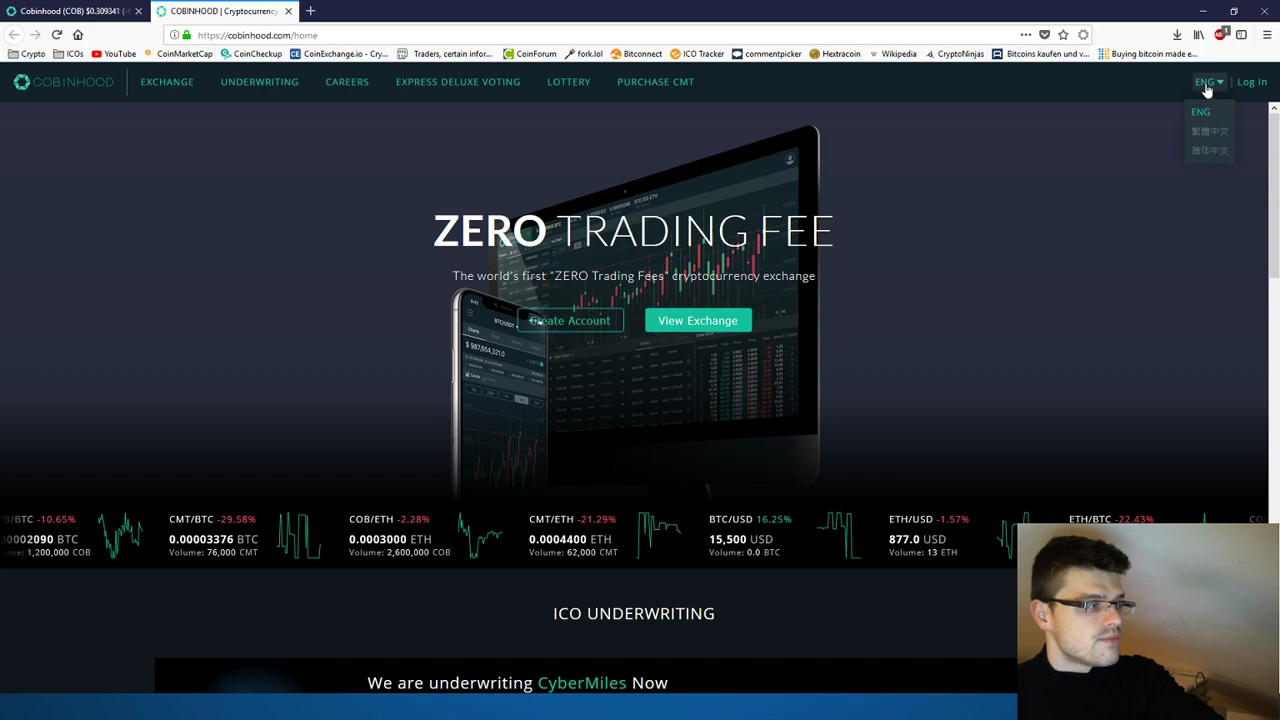 Cobinhood (COB) $0.309341
COBINHOOD | Cryptocurrency
https://cobinhood.com/home
Crypto
ICOs
YouTube
CoinMarketCap
CoinCheckup
CoinExchange.io - Cry...
Traders, certain infor...
CoinForum
fork.lol
Bitconnect
ICO Tracker
commentpicker
Hextracoin
Wikipedia
CryptoNinjas
Bitcoins kaufen und v...
Buying bitcoin made e...
COBINHOOD
EXCHANGE
UNDERWRITING
CAREERS
EXPRESS DELUXE VOTING
LOTTERY
PURCHASE CMT
ENG
Log In
ENG
繁體中文
简体中文
ZERO TRADING FEE
The world's first "ZERO Trading Fees" cryptocurrency exchange
Create Account
View Exchange
BTC/USDT
$ 987,654,321.0
/BTC -10.65%
0002090 BTC
Volume: 1,200,000 COB
CMT/BTC -29.58%
0.00003376 BTC
Volume: 76,000 CMT
COB/ETH -2.28%
0.0003000 ETH
Volume: 2,600,000 COB
CMT/ETH -21.29%
0.0004400 ETH
Volume: 62,000 CMT
BTC/USD 16.25%
15,500 USD
Volume: 0.0 BTC
ETH/USD -1.57%
877.0 USD
Volume: 13 ETH
ETH/BTC -22.43%
ICO UNDERWRITING
We are underwriting CyberMiles Now